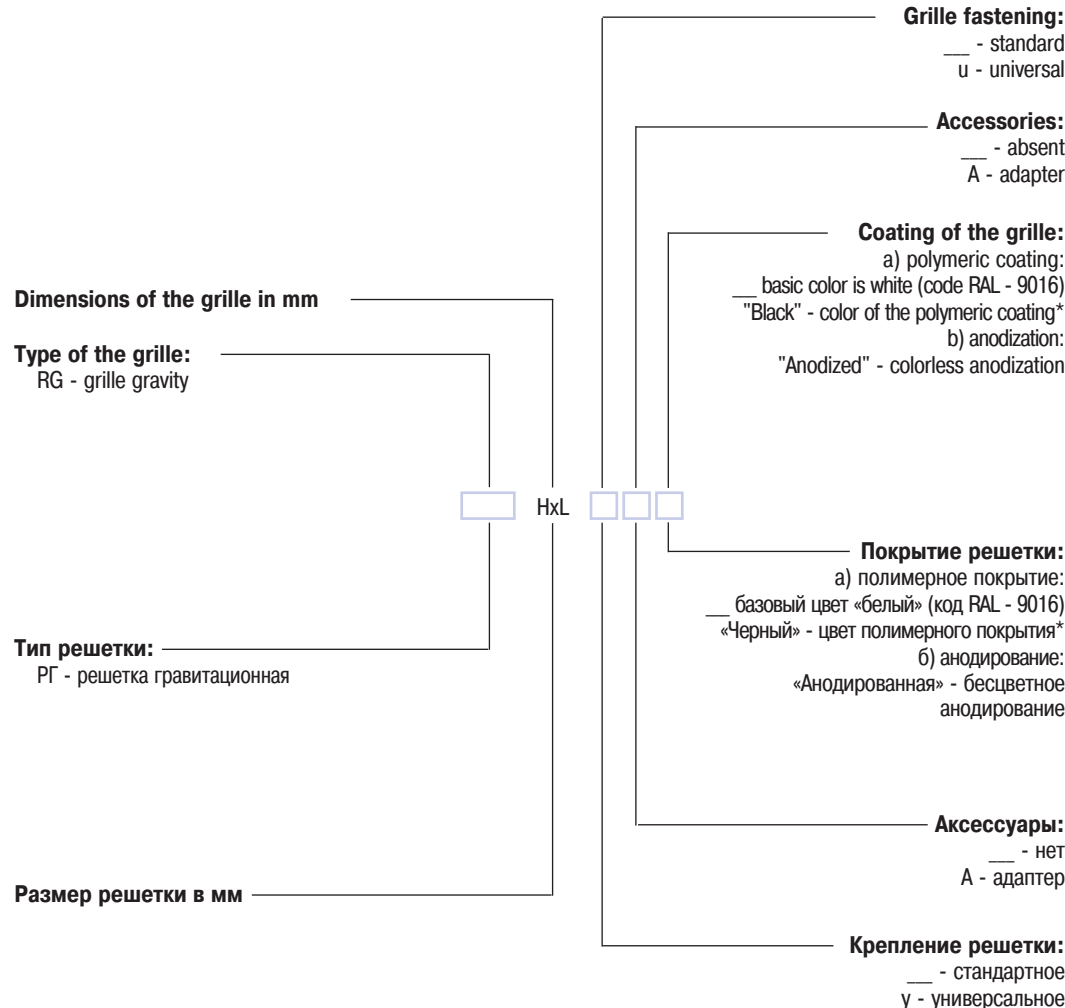 Grille fastening:
___ - standard
u - universal
Accessories:
___ - absent
A - adapter
Coating of the grille:
a) polymeric coating:
__ basic color is white (code RAL - 9016)
"Black" - color of the polymeric coating*
b) anodization:
"Anodized" - colorless anodization
Dimensions of the grille in mm
Type of the grille:
RG - grille gravity
HxL
Покрытие решетки:
а) полимерное покрытие:
__ базовый цвет «белый» (код RAL - 9016)
«Черный» - цвет полимерного покрытия*
б) анодирование:
«Анодированная» - бесцветное
анодирование
Тип решетки:
РГ - решетка гравитационная
Аксессуары:
___ - нет
А - адаптер
Размер решетки в мм
Крепление решетки:
___ - стандартное
у - универсальное